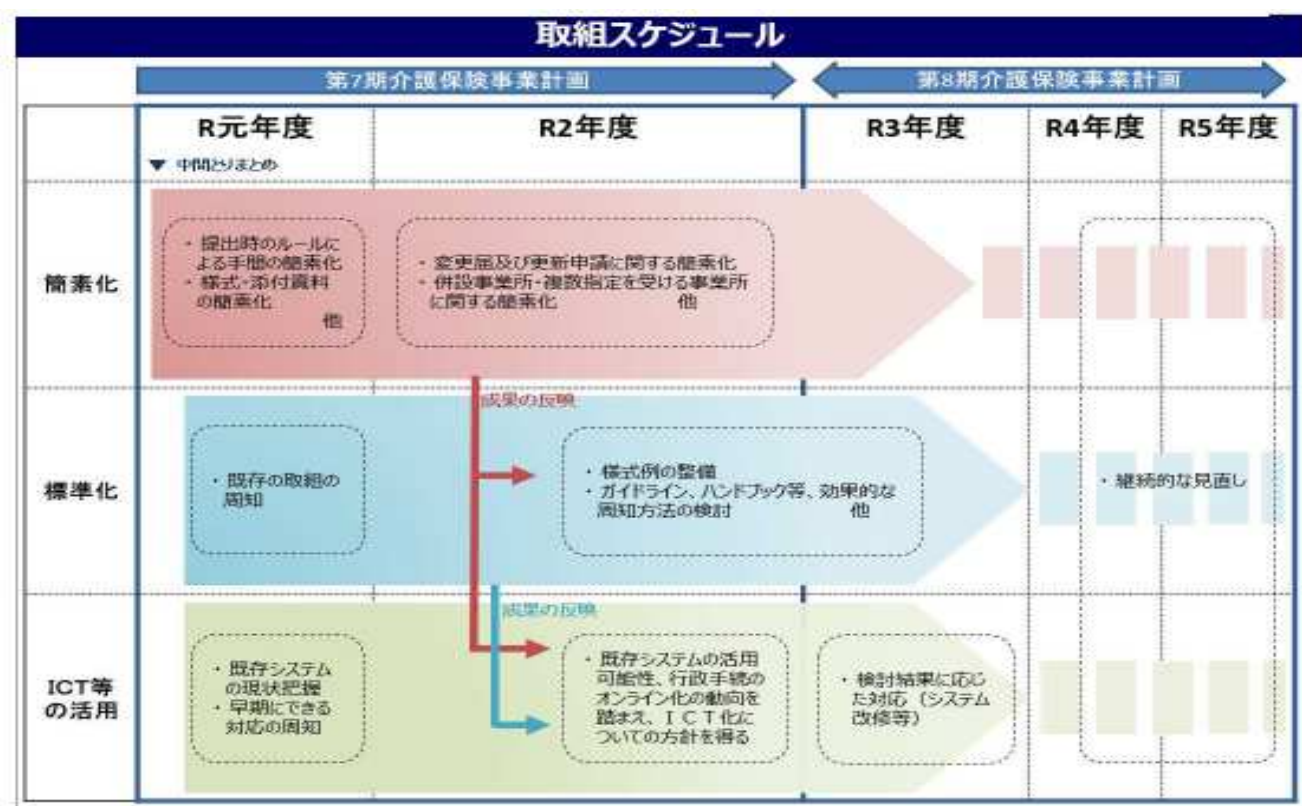 取組スケジュール
第7期介護保険事業計画
第8期介護保険事業計画
R元年度
R2年度
R3年度
R4年度
R5年度
▼ 中間とりまとめ
簡素化
・提出時のルールに
よる手間の簡素化
・様式・添付資料
の簡素化
他
・変更届及び更新申請に関する簡素化
・併設事業所・複数指定を受ける事業所
に関する簡素化 他
成果の反映
標準化
・既存の取組の
周知
・様式例の整備
・ガイドライン、ハンドブック等、効果的な
周知方法の検討 他
・継続的な見直し
成果の反映
ICT等
の活用
・既存システム
の現状把握
・早期にできる
対応の周知
・既存システムの活用
可能性、行政手続の
オンライン化の動向を
踏まえ、ＩＣＴ化に
ついての方針を得る
・検討結果に応じ
た対応（システム
改修等）